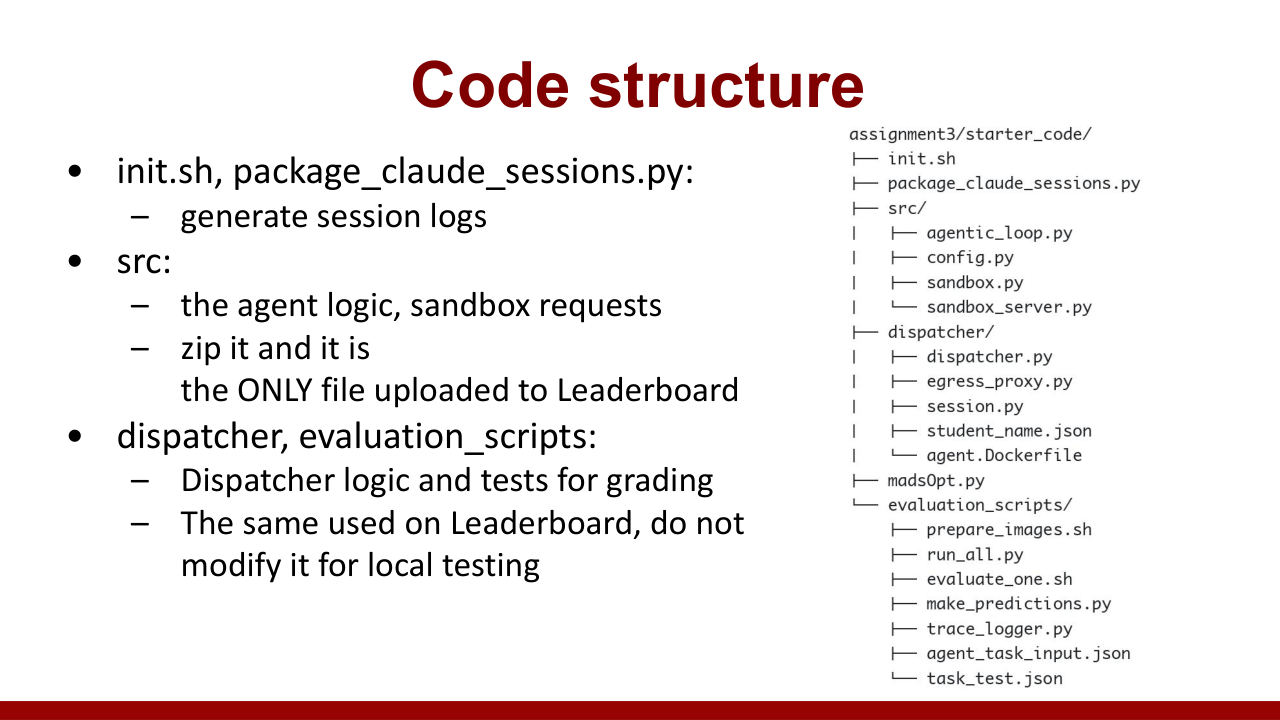 Code structure
• init.sh, package_claude_sessions.py:
– generate session logs
• src:
– the agent logic, sandbox requests
– zip it and it is
the ONLY file uploaded to Leaderboard
• dispatcher, evaluation_scripts:
– Dispatcher logic and tests for grading
– The same used on Leaderboard, do not
modify it for local testing
assignment3/starter_code/
├── init.sh
├── package_claude_sessions.py
├── src/
│   ├── agentic_loop.py
│   ├── config.py
│   ├── sandbox.py
│   └── sandbox_server.py
├── dispatcher/
│   ├── dispatcher.py
│   ├── egress_proxy.py
│   ├── session.py
│   ├── student_name.json
│   └── agent.Dockerfile
├── madsOpt.py
└── evaluation_scripts/
    ├── prepare_images.sh
    ├── run_all.py
    ├── evaluate_one.sh
    ├── make_predictions.py
    ├── trace_logger.py
    ├── agent_task_input.json
    └── task_test.json